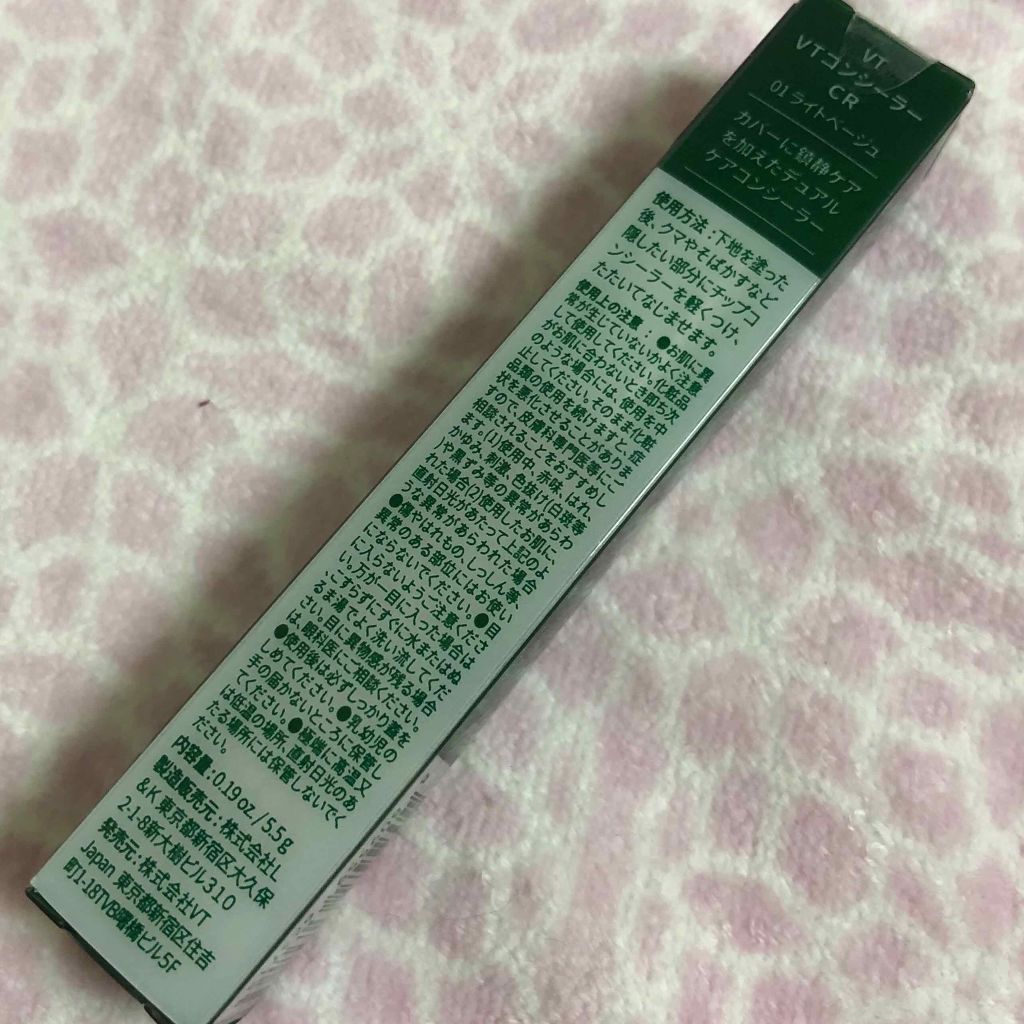 VT
VTコンシーラー
CR
01 ライトベージュ
カバーに鎮静ケア
を加えたデュアル
ケアコンシーラー
使用方法 : 下地を塗った
後、クマやそばかすなど
隠したい部分にチップコ
ンシーラーを軽くつけ、
たたいてなじませます。
使用上の注意 : ●お肌に異
常が生じていないかよく注意
して使用してください。化粧品
がお肌に合わないとき即ち次
のような場合には、使用を中
止してください。このまま化粧
品類の使用を続けますと、症
状を悪化させることがありま
すので、皮膚科専門医等にご
相談されることをおすすめし
ます。(1)使用中、赤味、はれ、
かゆみ、刺激、色抜け(白斑等
)や黒ずみ等の異常があらわ
れた場合(2)使用したお肌に
直射日光があたって上記のよ
うな異常があらわれた場合
●傷やはれもの、しっしん等、
異常のある部位にはお使い
にならないでください。●目
に入らないようご注意くださ
い。万が一目に入った場合は
こすらずにすぐに水またはぬ
るま湯でよく洗い流してくだ
さい。目に異物感が残る場合
は、眼科医にご相談ください。
●使用後は必ずしっかり蓋を
しめてください。●乳幼児の
手の届かないところに保管し
てください。●極端に高温又
は低温の場所、直射日光のあ
たる場所には保管しないでく
ださい。
内容量: 0.19oz./5.5g
製造販売元: 株式会社L
&K 東京都新宿区大久保
2-1-8新大橋ビル310
発売元: 株式会社VT
Japan 東京都新宿区住吉
町1-18TVB曙橋ビル5F